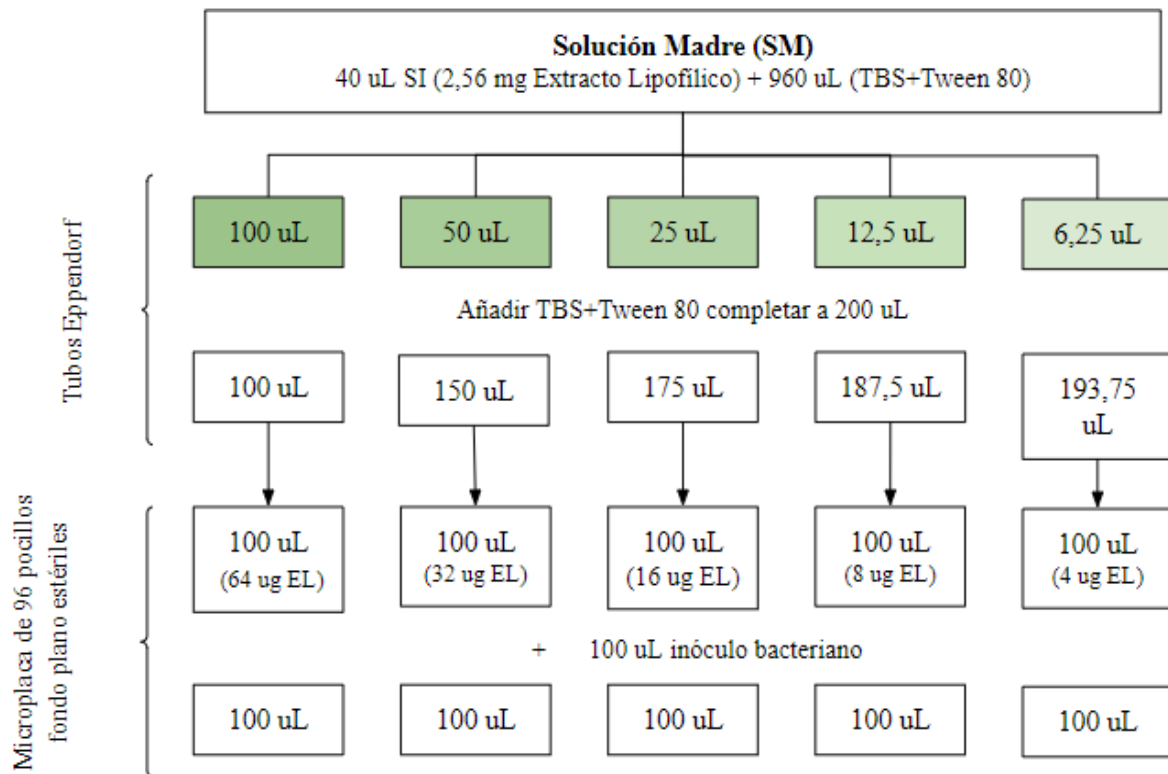 Solución Madre (SM)
40 uL SI (2,56 mg Extracto Lipofílico) + 960 uL (TBS+Tween 80)
Tubos Eppendorf
100 uL
50 uL
25 uL
12,5 uL
6,25 uL
Añadir TBS+Tween 80 completar a 200 uL
100 uL
150 uL
175 uL
187,5 uL
193,75
uL
Microplaca de 96 pocillos
fondo plano estériles
100 uL
(64 ug EL)
100 uL
(32 ug EL)
100 uL
(16 ug EL)
100 uL
(8 ug EL)
100 uL
(4 ug EL)
+ 100 uL inóculo bacteriano
100 uL
100 uL
100 uL
100 uL
100 uL